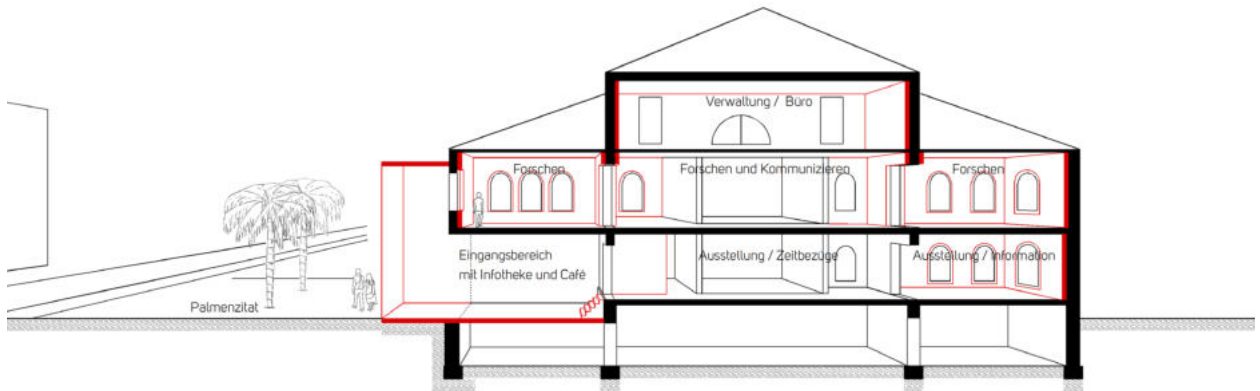 Verwaltung / Büro
Forschen
Forschen und Kommunizieren
Forschen
Eingangsbereich
mit Infotheke und Café
Ausstellung / Zeitbezüge
Ausstellung / Information
Palmenzitat